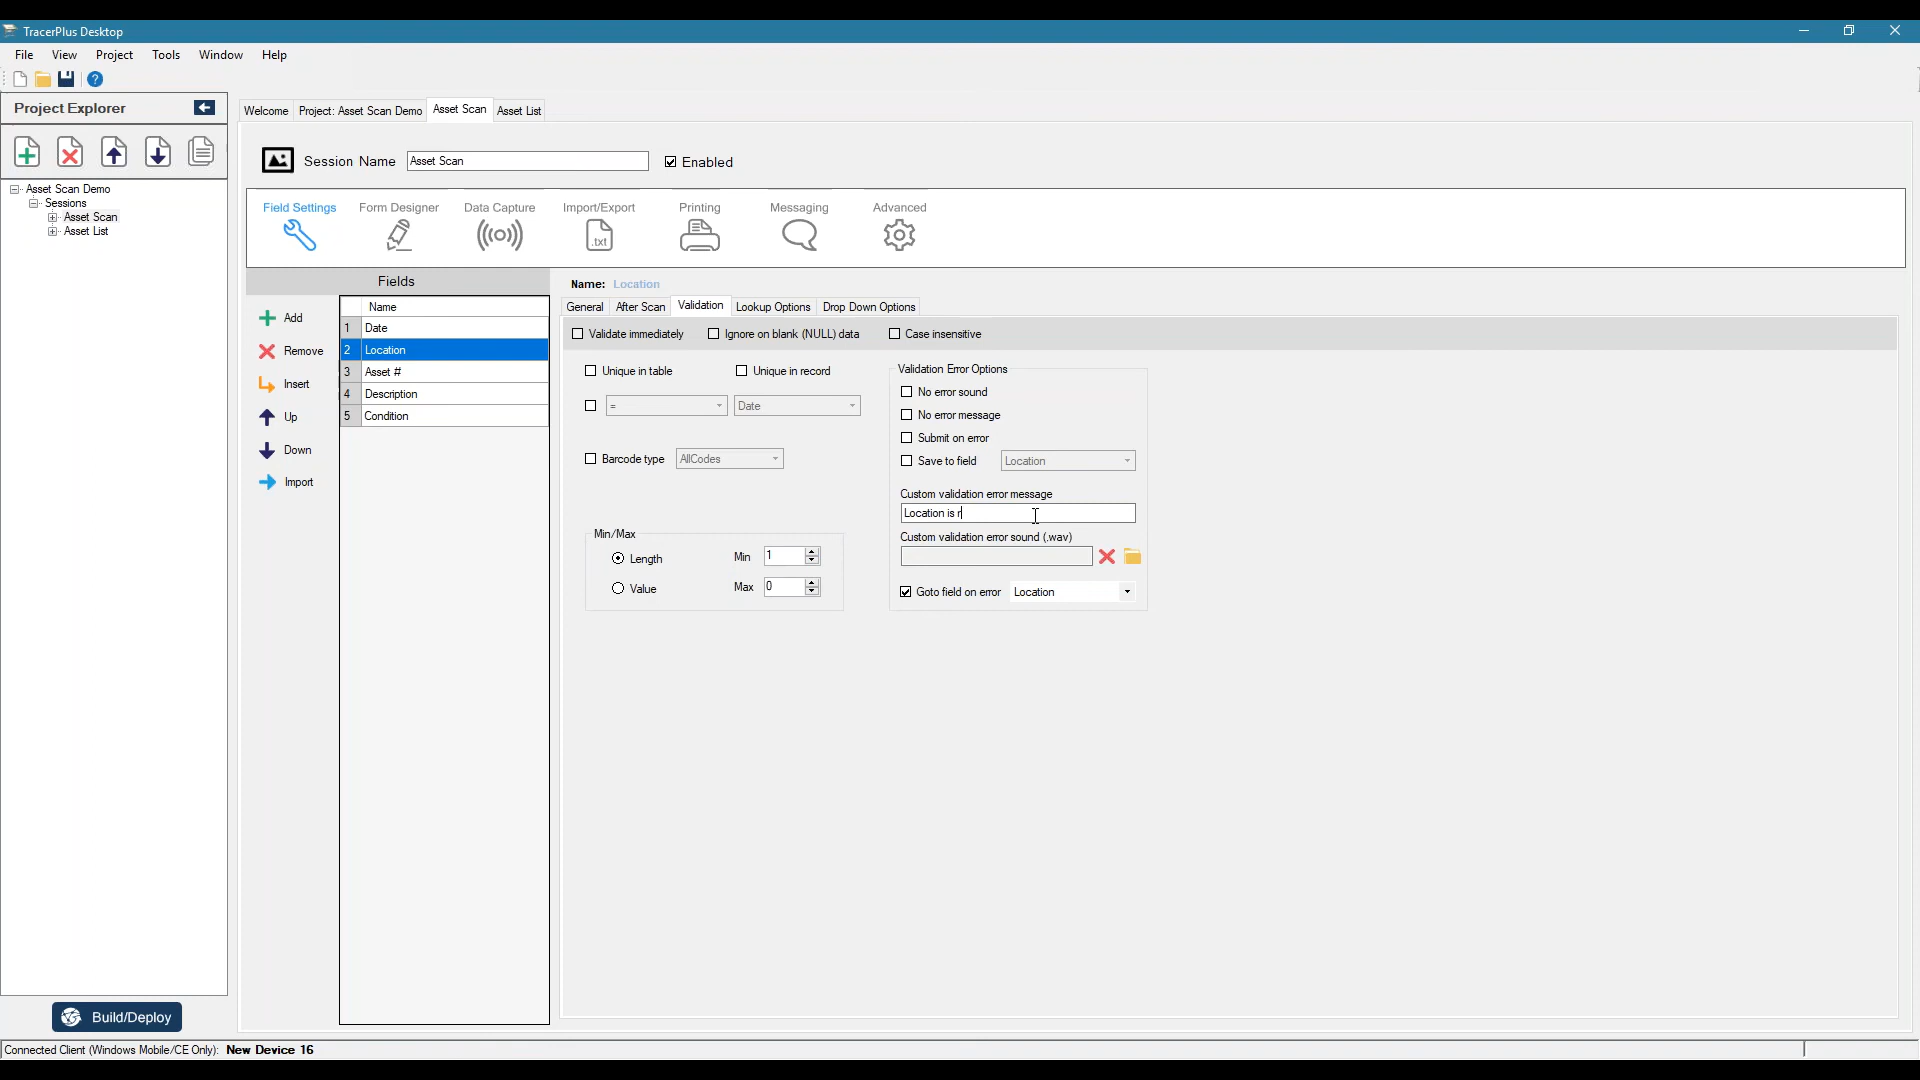 TracerPlus Desktop
File View Project Tools Window Help
Project Explorer
Asset Scan Demo
Sessions
Asset Scan
Asset List
Build/Deploy
Welcome Project: Asset Scan Demo Asset Scan Asset List
Session Name Asset Scan Enabled
Field Settings Form Designer Data Capture Import/Export Printing Messaging Advanced
.txt
Fields
Add
Remove
Insert
Up
Down
Import
Name
1 Date
2 Location
3 Asset #
4 Description
5 Condition
Name: Location
General After Scan Validation Lookup Options Drop Down Options
Validate immediately Ignore on blank (NULL) data Case insensitive
Unique in table Unique in record
= Date
Barcode type AllCodes
Min/Max
Length Min 1
Value Max 0
Validation Error Options
No error sound
No error message
Submit on error
Save to field Location
Custom validation error message
Location is r
Custom validation error sound (.wav)
Goto field on error Location
Connected Client (Windows Mobile/CE Only): New Device 16